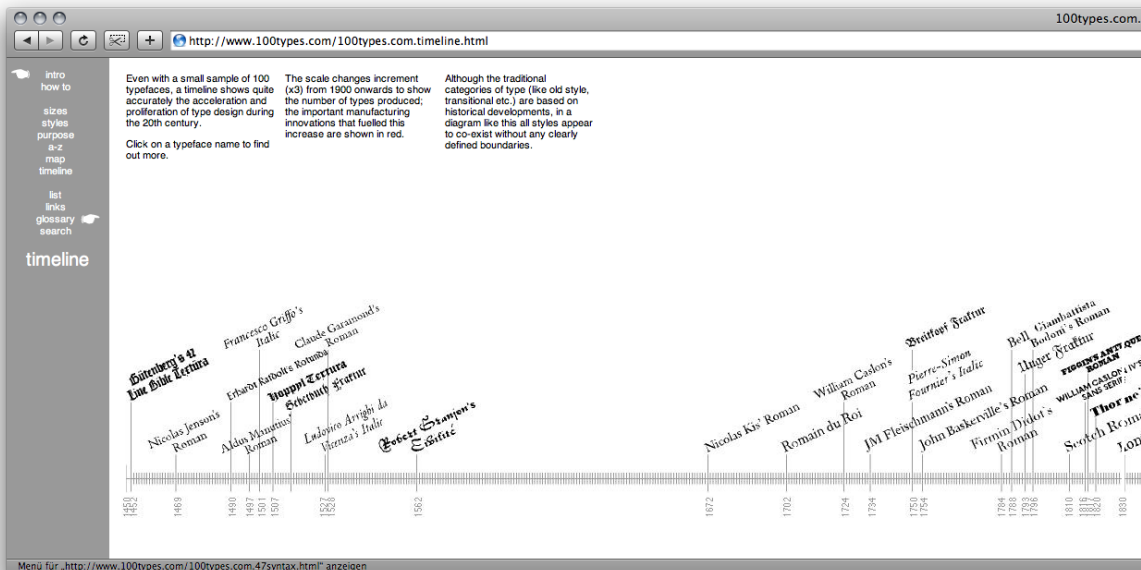 100types.com.
http://www.100types.com/100types.com.timeline.html
intro
how to
sizes
styles
purpose
a-z
map
timeline
list
links
glossary
search
timeline
Even with a small sample of 100
typefaces, a timeline shows quite
accurately the acceleration and
proliferation of type design during
the 20th century.
Click on a typeface name to find
out more.
The scale changes increment
(x3) from 1900 onwards to show
the number of types produced;
the important manufacturing
innovations that fuelled this
increase are shown in red.
Although the traditional
categories of type (like old style,
transitional etc.) are based on
historical developments, in a
diagram like this all styles appear
to co-exist without any clearly
defined boundaries.
Gutenberg's 42
Line Bible Textura
Nicolas Jenson's
Roman
Francesco Griffo's
Italic
Erhardt Ratdolt's Rotunda
Aldus Manutius'
Roman
Claude Garamond's
Roman
Textura
Gebetbuch Fraktur
Ludovico Arrighi da
Vicenza's Italic
Robert Granjon's
Civilité
Nicolas Kis' Roman
Romain du Roi
William Caslon's
Roman
JM Fleischmann's Roman
Breitkopf Fraktur
Pierre-Simon
Fournier's Italic
John Baskerville's Roman
Firmin Didot's
Roman
Bell
Giambattista
Bodoni's Roman
Unger Fraktur
FIGGINS ANTIQUE
ROMAN
WILLIAM CASLON IV'S
SANS SERIF
Thorne'
Scotch Roma
Lon
1450
1452
1469
1490
1497
1501
1507
1527
1528
1562
1672
1702
1724
1734
1750
1754
1784
1788
1793
1796
1810
1816
1820
1830
Menü für „http://www.100types.com/100types.com.47syntax.html" anzeigen